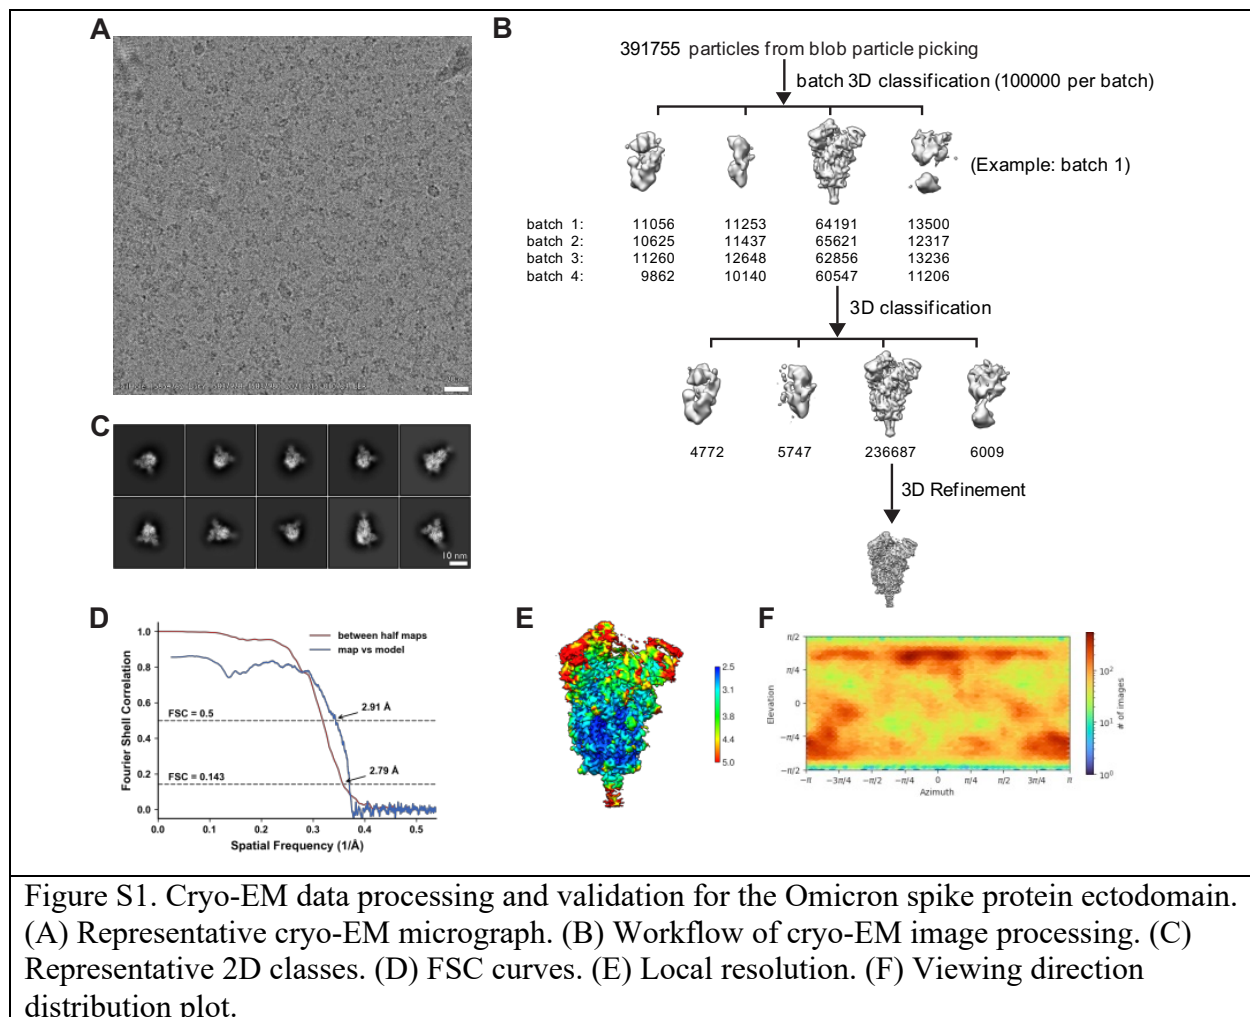 A
B
391755 particles from blob particle picking
batch 3D classification (100000 per batch)
(Example: batch 1)
batch 1: 11056 11253 64191 13500
batch 2: 10625 11437 65621 12317
batch 3: 11260 12648 62856 13236
batch 4: 9862 10140 60547 11206
3D classification
4772 5747 236687 6009
3D Refinement
C
10 nm
D
between half maps
map vs model
Fourier Shell Correlation
1.0
0.8
0.6
0.4
0.2
0.0
FSC = 0.5
2.91 Å
FSC = 0.143
2.79 Å
0.0 0.1 0.2 0.3 0.4 0.5
Spatial Frequency (1/Å)
E
2.5
3.1
3.8
4.4
5.0
F
Elevation
π/2
π/4
0
−π/4
−π/2
−π −3π/4 −π/2 −π/4 0 π/4 π/2 3π/4 π
Azimuth
10²
10¹
10⁰
# of images
Figure S1. Cryo-EM data processing and validation for the Omicron spike protein ectodomain.
(A) Representative cryo-EM micrograph. (B) Workflow of cryo-EM image processing. (C)
Representative 2D classes. (D) FSC curves. (E) Local resolution. (F) Viewing direction
distribution plot.